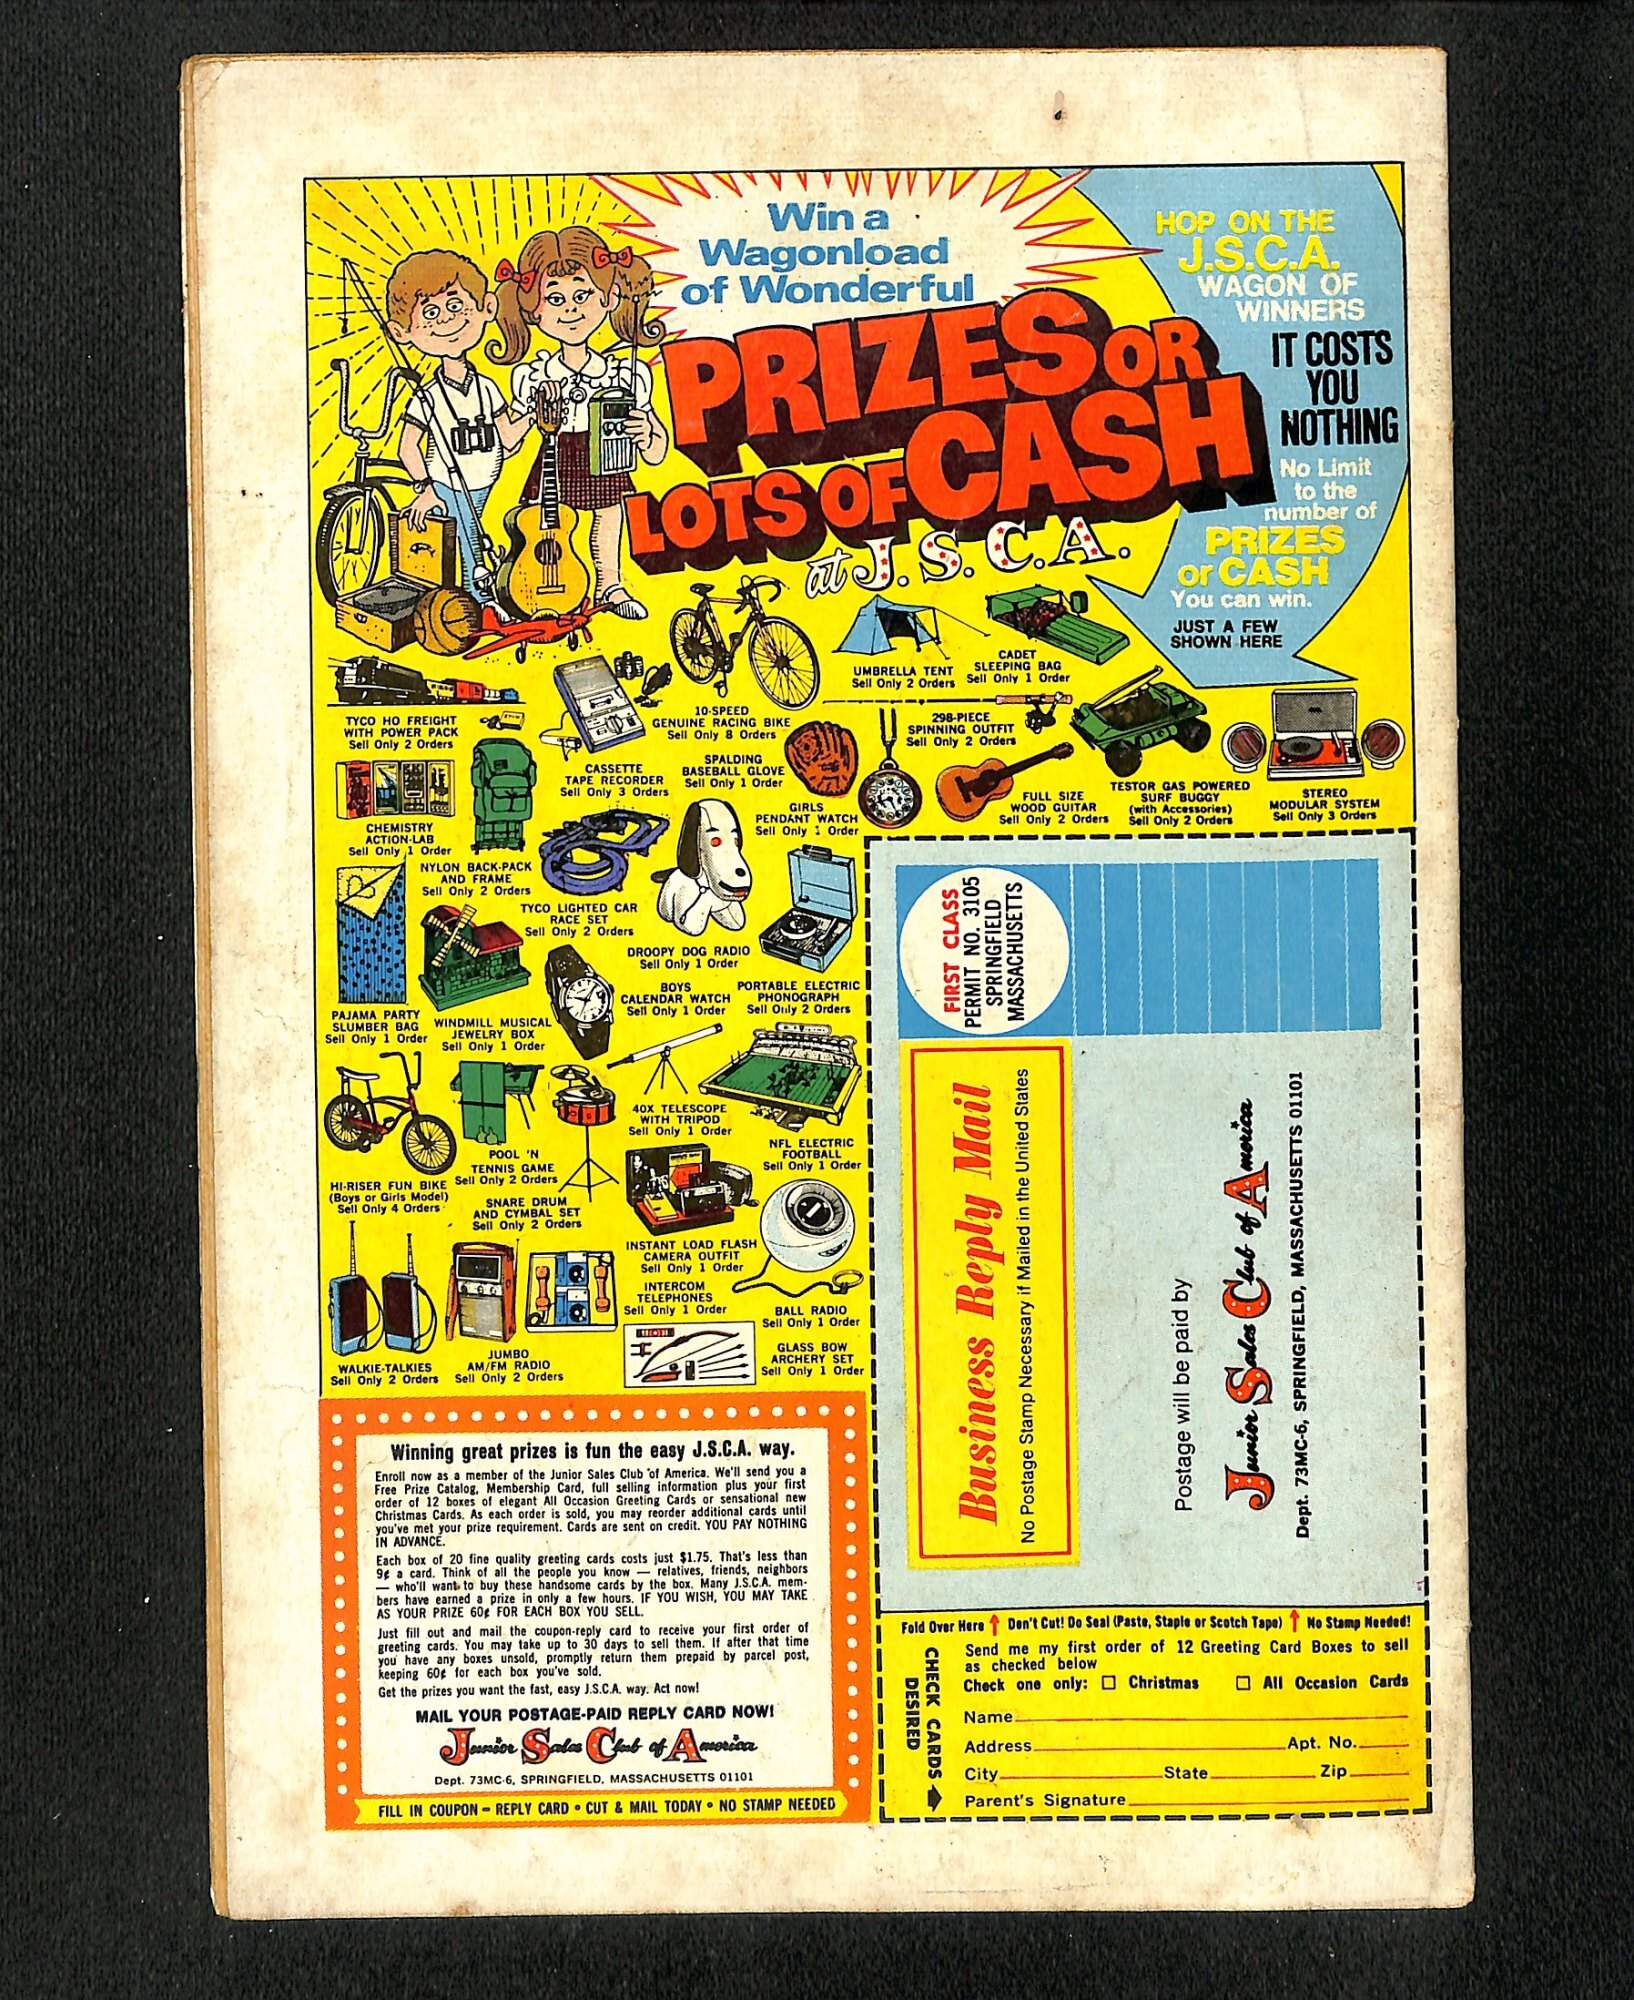 Win a
Wagonload
of Wonderful
PRIZES OR
LOTS OF CASH
at J.S.C.A.
HOP ON THE
J.S.C.A.
WAGON OF
WINNERS
IT COSTS
YOU
NOTHING
No Limit
to the
number of
PRIZES
or CASH
You can win.
JUST A FEW
SHOWN HERE
UMBRELLA TENT
Sell Only 2 Orders
CADET
SLEEPING BAG
Sell Only 1 Order
TYCO HO FREIGHT
WITH POWER PACK
Sell Only 2 Orders
10-SPEED
GENUINE RACING BIKE
Sell Only 8 Orders
298-PIECE
SPINNING OUTFIT
Sell Only 2 Orders
CASSETTE
TAPE RECORDER
Sell Only 3 Orders
SPALDING
BASEBALL GLOVE
Sell Only 1 Order
GIRLS
PENDANT WATCH
Sell Only 1 Order
FULL SIZE
WOOD GUITAR
Sell Only 2 Orders
TESTOR GAS POWERED
SURF BUGGY
(with Accessories)
Sell Only 2 Orders
STEREO
MODULAR SYSTEM
Sell Only 3 Orders
CHEMISTRY
ACTION-LAB
Sell Only 1 Order
NYLON BACK-PACK
AND FRAME
Sell Only 2 Orders
TYCO LIGHTED CAR
RACE SET
Sell Only 2 Orders
DROOPY DOG RADIO
Sell Only 1 Order
PAJAMA PARTY
SLUMBER BAG
Sell Only 1 Order
WINDMILL MUSICAL
JEWELRY BOX
Sell Only 1 Order
BOYS
CALENDAR WATCH
Sell Only 1 Order
PORTABLE ELECTRIC
PHONOGRAPH
Sell Only 2 Orders
40X TELESCOPE
WITH TRIPOD
Sell Only 1 Order
NFL ELECTRIC
FOOTBALL
Sell Only 1 Order
HI-RISER FUN BIKE
(Boys or Girls Model)
Sell Only 4 Orders
POOL 'N
TENNIS GAME
Sell Only 2 Orders
SNARE DRUM
AND CYMBAL SET
Sell Only 2 Orders
INSTANT LOAD FLASH
CAMERA OUTFIT
Sell Only 1 Order
INTERCOM
TELEPHONES
Sell Only 1 Order
BALL RADIO
Sell Only 1 Order
WALKIE-TALKIES
Sell Only 2 Orders
JUMBO
AM/FM RADIO
Sell Only 2 Orders
GLASS BOW
ARCHERY SET
Sell Only 1 Order
Winning great prizes is fun the easy J.S.C.A. way.
Enroll now as a member of the Junior Sales Club of America. We'll send you a
Free Prize Catalog, Membership Card, full selling information plus your first
order of 12 boxes of elegant All Occasion Greeting Cards or sensational new
Christmas Cards. As each order is sold, you may reorder additional cards until
you've met your prize requirement. Cards are sent on credit. YOU PAY NOTHING
IN ADVANCE.
Each box of 20 fine quality greeting cards costs just $1.75. That's less than
9¢ a card. Think of all the people you know — relatives, friends, neighbors
— who'll want to buy these handsome cards by the box. Many J.S.C.A. mem-
bers have earned a prize in only a few hours. IF YOU WISH, YOU MAY TAKE
AS YOUR PRIZE 60¢ FOR EACH BOX YOU SELL.
Just fill out and mail the coupon-reply card to receive your first order of
greeting cards. You may take up to 30 days to sell them. If after that time
you have any boxes unsold, promptly return them prepaid by parcel post,
keeping 60¢ for each box you've sold.
Get the prizes you want the fast, easy J.S.C.A. way. Act now!
MAIL YOUR POSTAGE-PAID REPLY CARD NOW!
Junior Sales Club of America
Dept. 73MC-6, SPRINGFIELD, MASSACHUSETTS 01101
FILL IN COUPON – REPLY CARD • CUT & MAIL TODAY • NO STAMP NEEDED
FIRST CLASS
PERMIT NO. 3105
SPRINGFIELD
MASSACHUSETTS
Business Reply Mail
No Postage Stamp Necessary if Mailed in the United States
Postage will be paid by
Junior Sales Club of America
Dept. 73MC-6, SPRINGFIELD, MASSACHUSETTS 01101
Fold Over Here ↑ Don't Cut! Do Seal (Paste, Staple or Scotch Tape) ↑ No Stamp Needed!
CHECK CARDS
DESIRED
Send me my first order of 12 Greeting Card Boxes to sell
as checked below
Check one only: ☐ Christmas ☐ All Occasion Cards
Name
Address Apt. No.
City State Zip
Parent's Signature